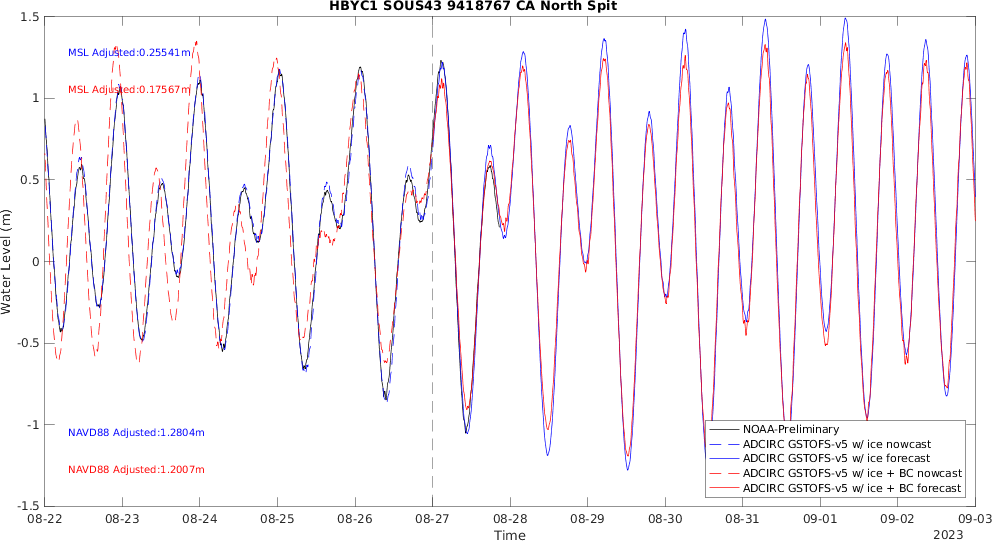 HBYC1 SOUS43 9418767 CA North Spit
1.5
MSL Adjusted:0.25541m
MSL Adjusted:0.17567m
1
0.5
0
-0.5
-1
-1.5
Water Level (m)
NAVD88 Adjusted:1.2804m
NAVD88 Adjusted:1.2007m
NOAA-Preliminary
ADCIRC GSTOFS-v5 w/ ice nowcast
ADCIRC GSTOFS-v5 w/ ice forecast
ADCIRC GSTOFS-v5 w/ ice + BC nowcast
ADCIRC GSTOFS-v5 w/ ice + BC forecast
08-22 08-23 08-24 08-25 08-26 08-27 08-28 08-29 08-30 08-31 09-01 09-02 09-03
Time
2023